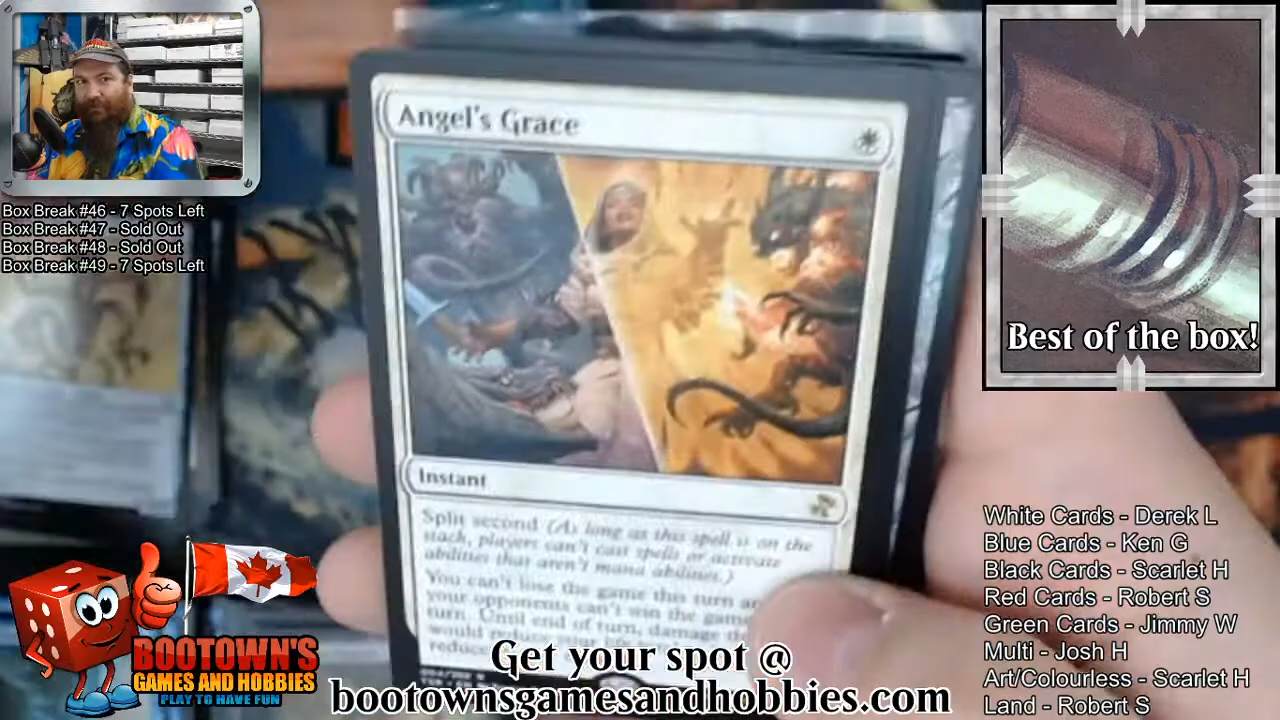 Angel's Grace
Box Break #46 - 7 Spots Left
Box Break #47 - Sold Out
Box Break #48 - Sold Out
Box Break #49 - 7 Spots Left
Best of the box!
Instant
Split second (As long as this spell is on the
stack, players can't cast spells or activate
abilities that aren't mana abilities.)
You can't lose the game this turn
your opponents can't win the game
turn. Until end of turn, damage
would reduce your
reduce
White Cards - Derek L
Blue Cards - Ken G
Black Cards - Scarlet H
Red Cards - Robert S
Green Cards - Jimmy W
Multi - Josh H
Art/Colourless - Scarlet H
Land - Robert S
BOOTOWN'S
GAMES AND HOBBIES
PLAY TO HAVE FUN
Get your spot @
bootownsgamesandhobbies.com